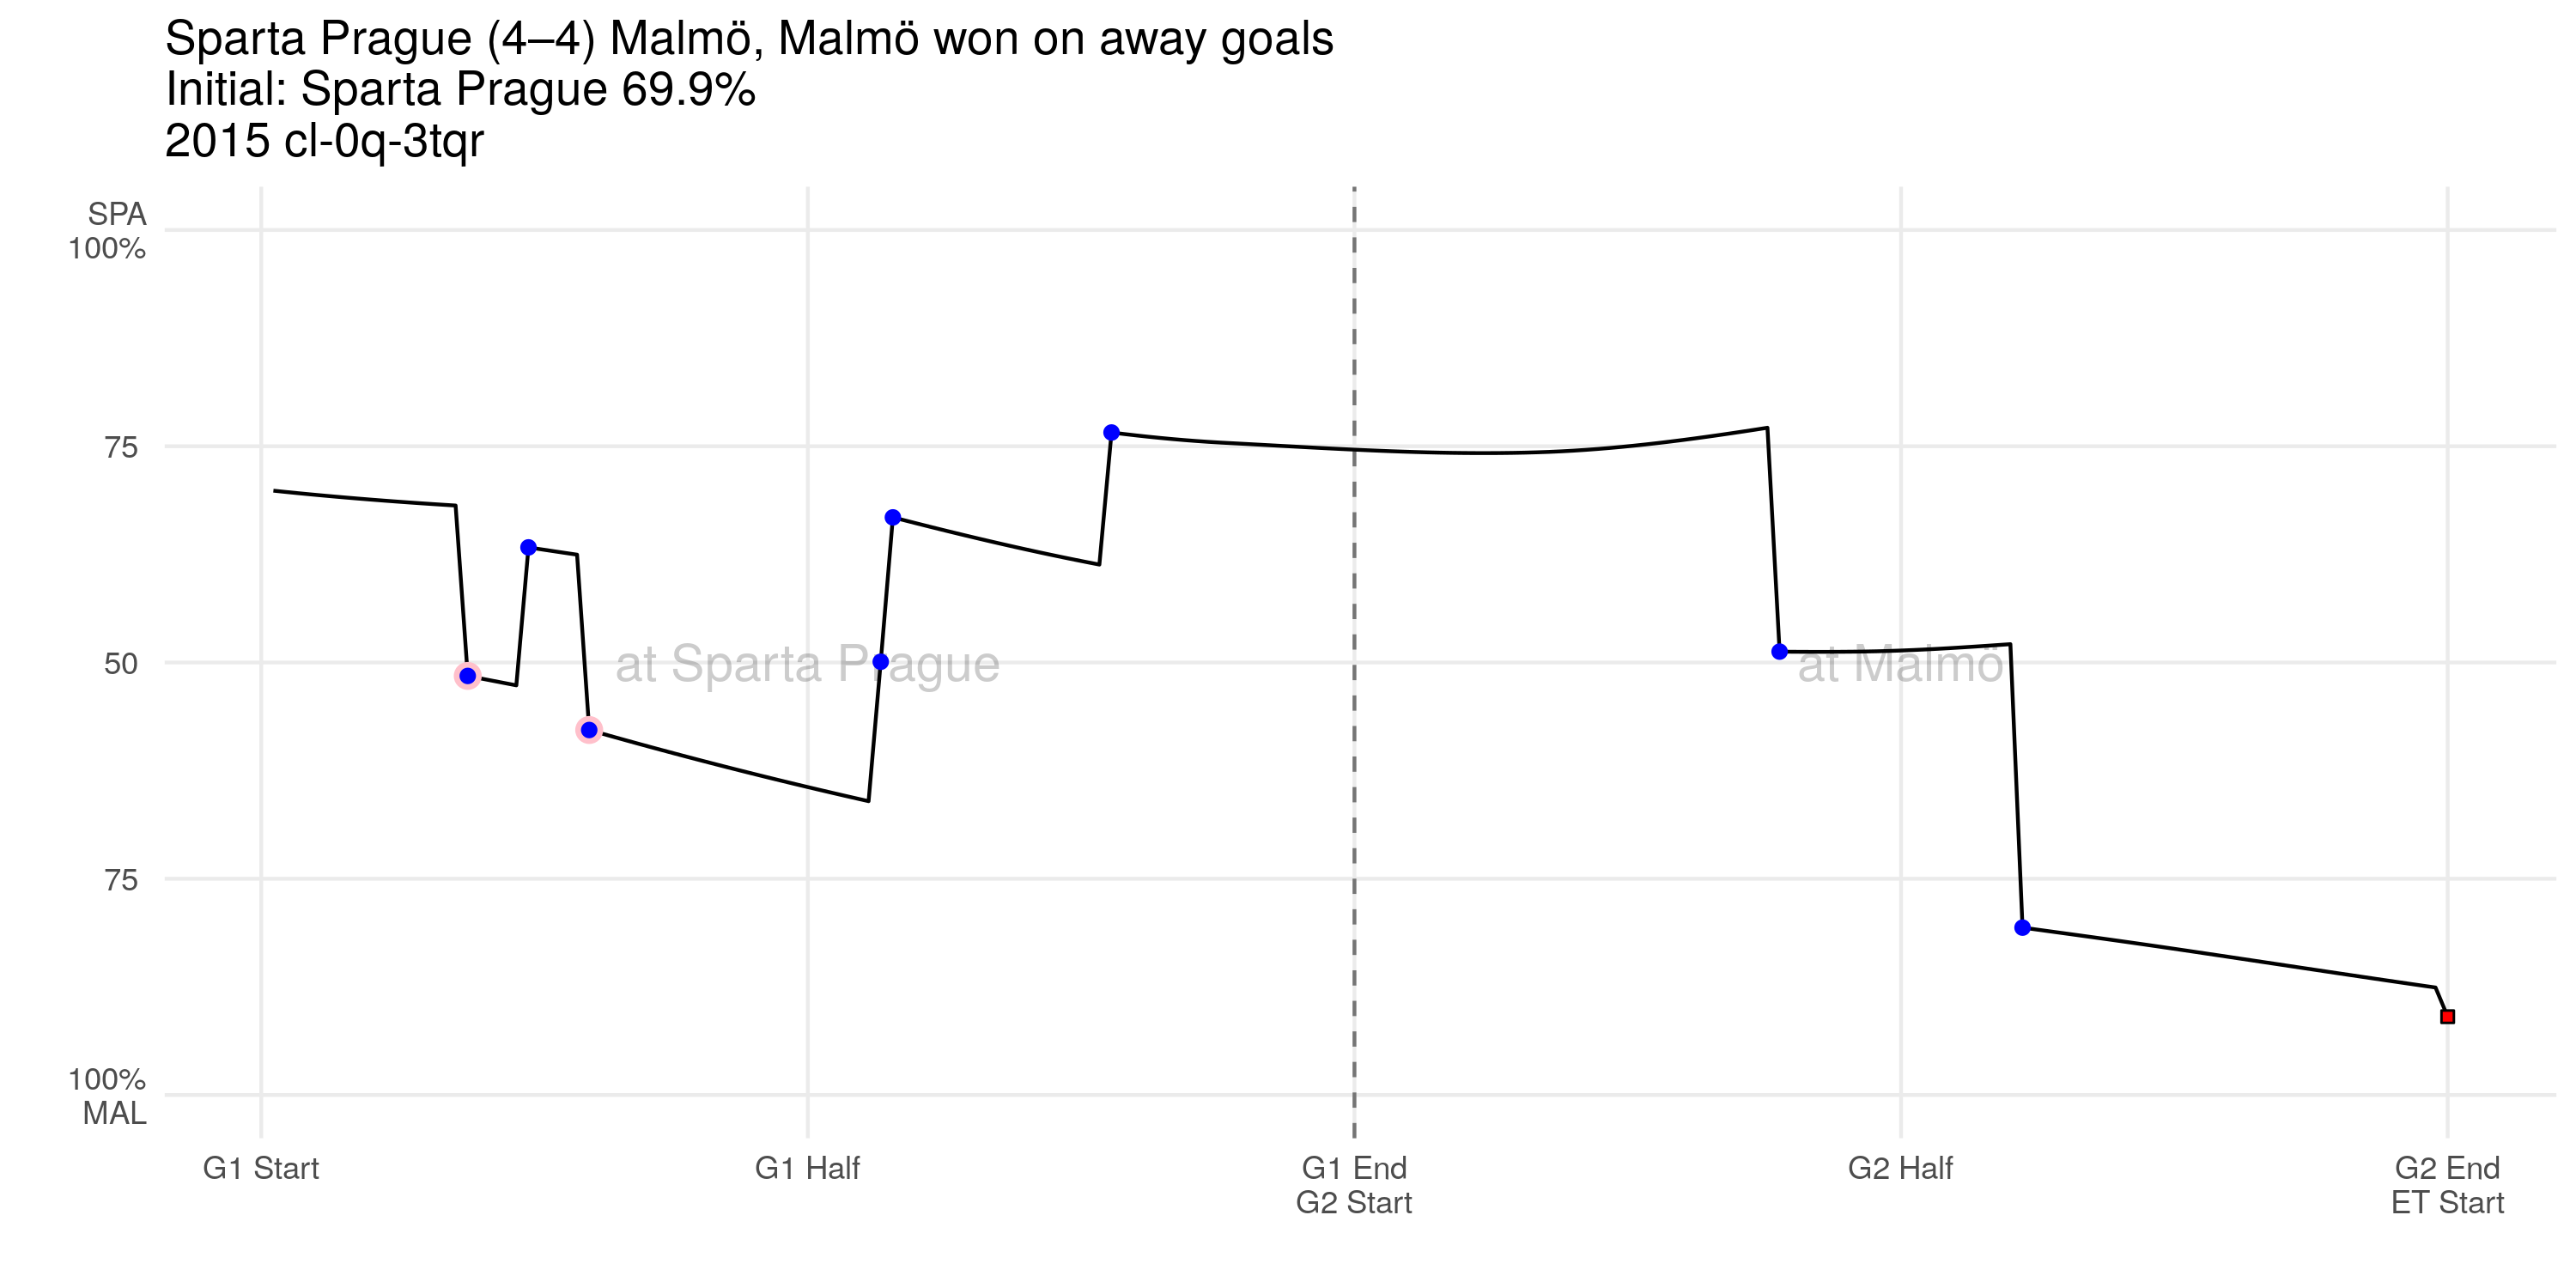 Sparta Prague (4–4) Malmö, Malmö won on away goals
Initial: Sparta Prague 69.9%
2015 cl-0q-3tqr
SPA
100%
75
50
75
100%
MAL
at Sparta Prague
at Malmö
G1 Start
G1 Half
G1 End
G2 Start
G2 Half
G2 End
ET Start